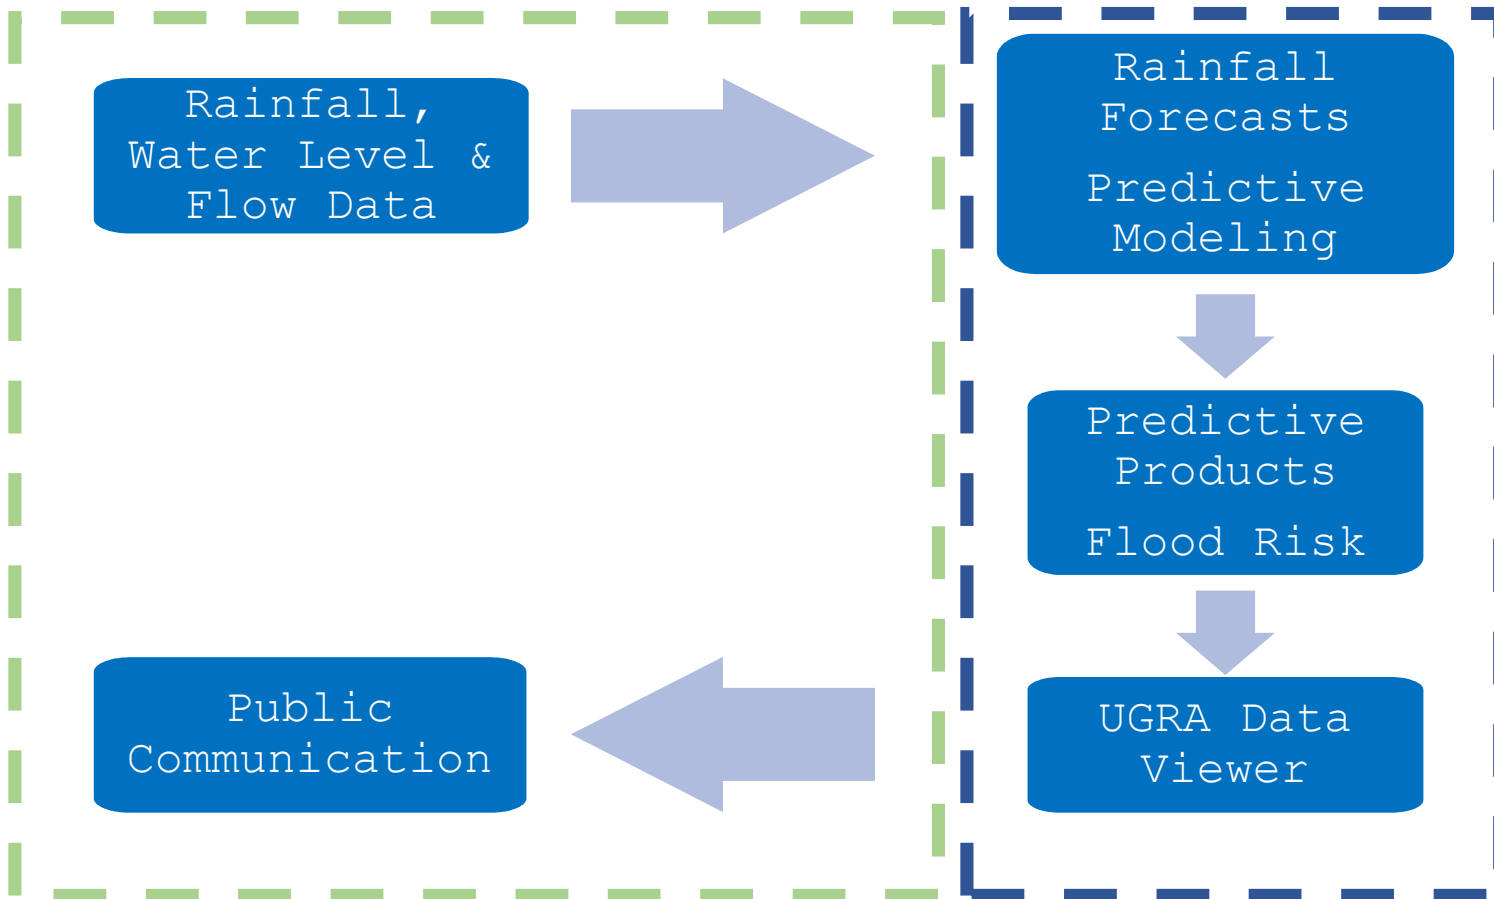 Rainfall,
Water Level &
Flow Data
Rainfall
Forecasts
Predictive
Modeling
Predictive
Products
Flood Risk
UGRA Data
Viewer
Public
Communication